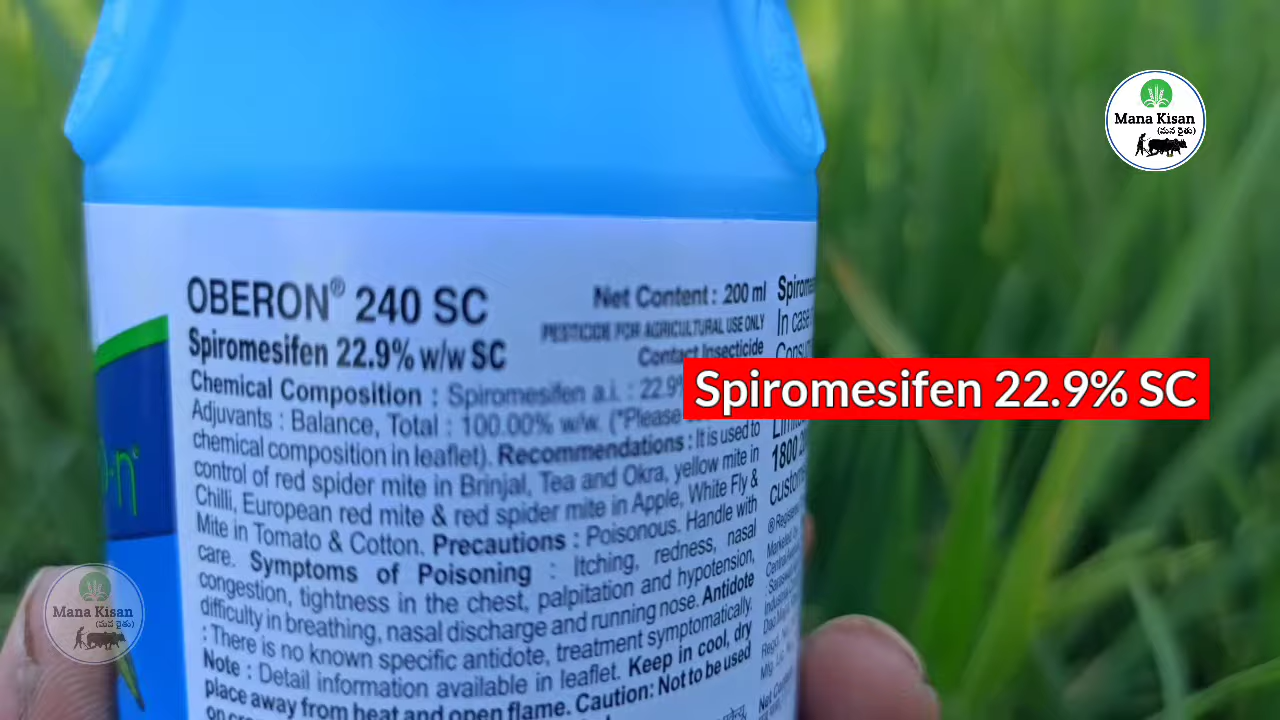 Mana Kisan
(మన రైతు)
OBERON® 240 SC
Spiromesifen 22.9% w/w SC
Net Content : 200 ml
PESTICIDE FOR AGRICULTURAL USE ONLY
Contact Insecticide
Chemical Composition : Spiromesifen a.i. : 22.9%
Adjuvants : Balance, Total : 100.00% w/w. (*Please
chemical composition in leaflet). Recommendations : It is used to
control of red spider mite in Brinjal, Tea and Okra, yellow mite in
Chilli, European red mite & red spider mite in Apple, White Fly &
Mite in Tomato & Cotton. Precautions : Poisonous. Handle with
care. Symptoms of Poisoning : Itching, redness, nasal
congestion, tightness in the chest, palpitation and hypotension,
difficulty in breathing, nasal discharge and running nose. Antidote
: There is no known specific antidote, treatment symptomatically.
Note : Detail information available in leaflet. Keep in cool, dry
place away from heat and open flame. Caution: Not to be used
In case
1800
Spiromesifen 22.9% SC
Mana Kisan
(మన రైతు)